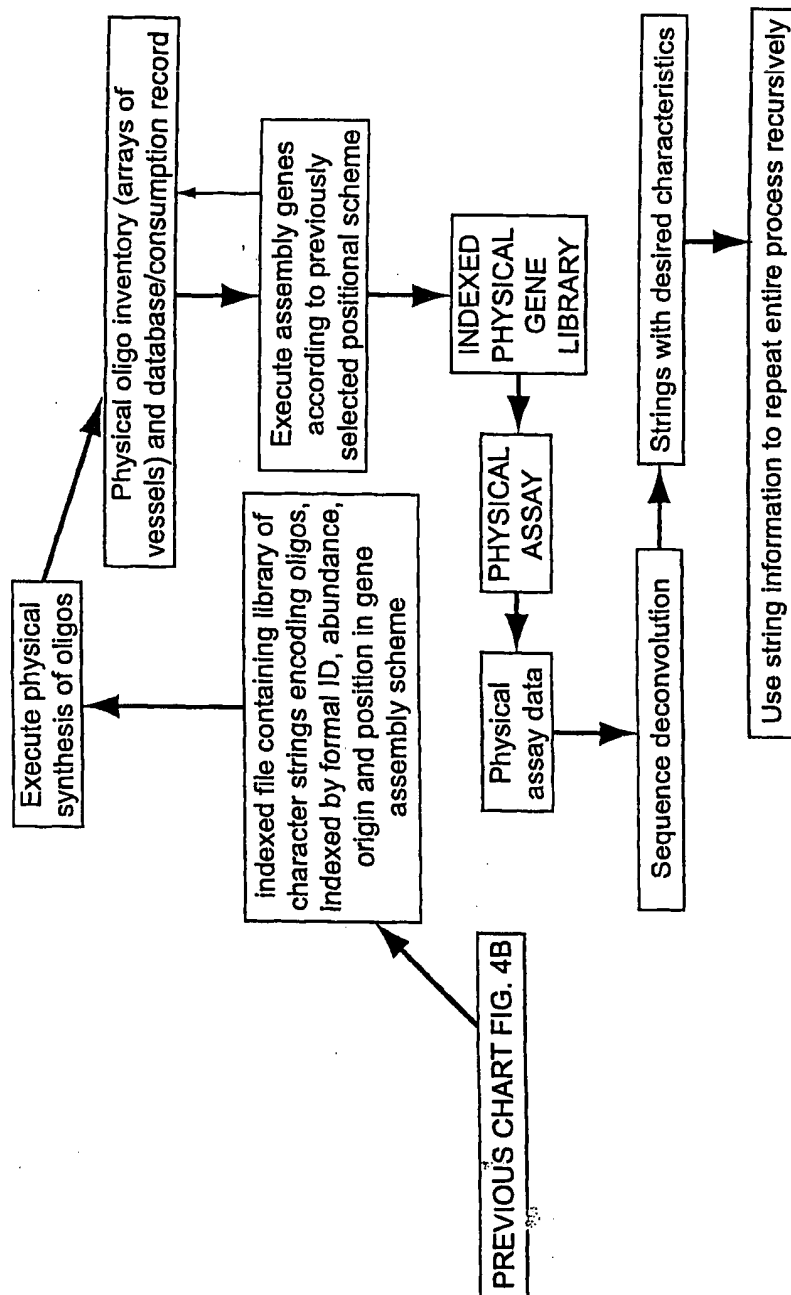 PREVIOUS CHART FIG. 4B
indexed file containing library of
character strings encoding oligos,
Indexed by formal ID, abundance,
origin and position in gene
assembly scheme
Execute physical
synthesis of oligos
Physical oligo inventory (arrays of
vessels) and database/consumption record
Execute assembly genes
according to previously
selected positional scheme
INDEXED
PHYSICAL
GENE
LIBRARY
PHYSICAL
ASSAY
Physical
assay data
Sequence deconvolution
Strings with desired characteristics
Use string information to repeat entire process recursively